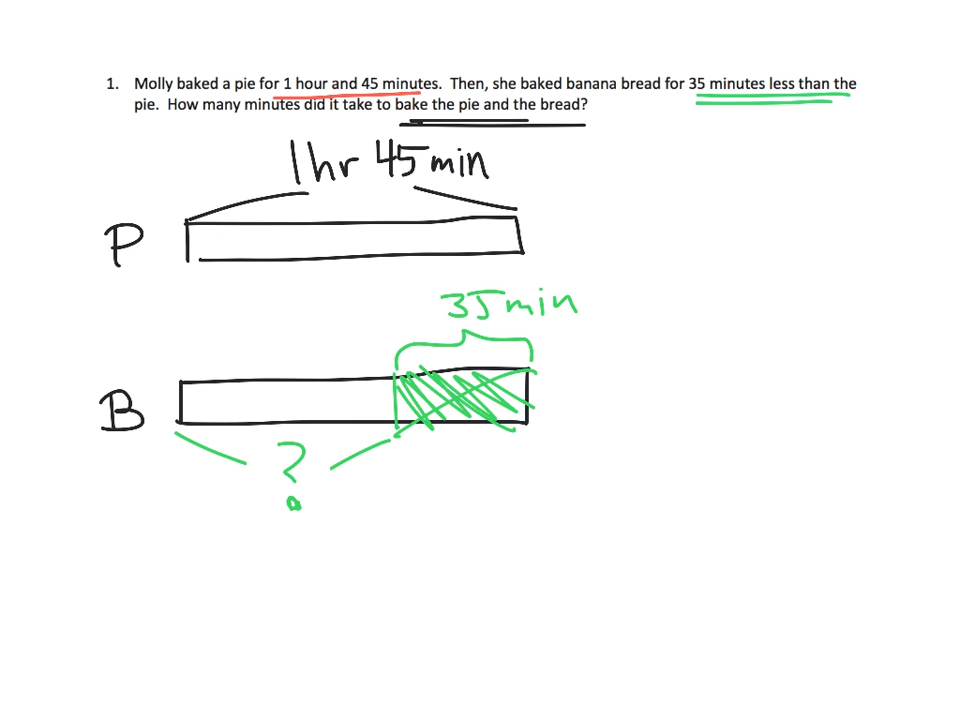 1. Molly baked a pie for 1 hour and 45 minutes. Then, she baked banana bread for 35 minutes less than the
pie. How many minutes did it take to bake the pie and the bread?
1hr 45min
P
35min
B
?